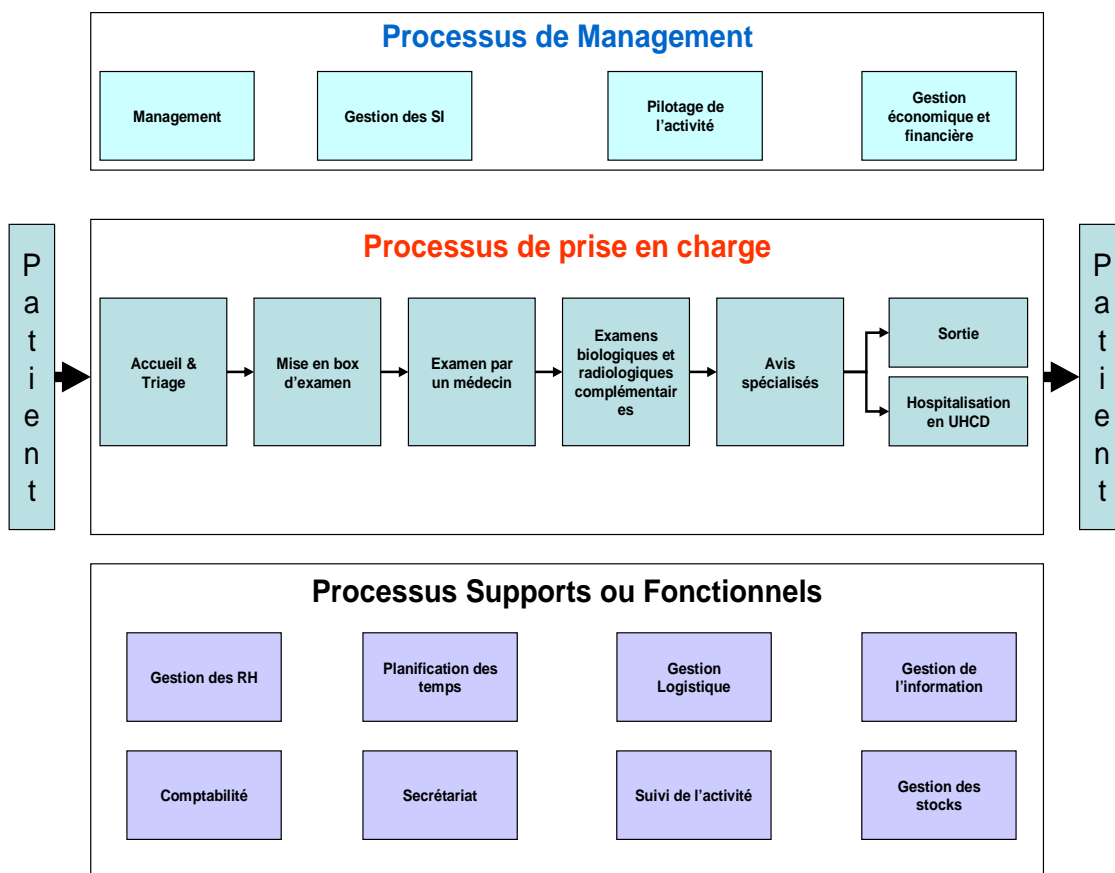 Processus de Management
Management
Gestion des SI
Pilotage de
l’activité
Gestion
économique et
financière
P
a
t
i
e
n
t
Processus de prise en charge
Accueil &
Triage
Mise en box
d’examen
Examen par
un médecin
Examens
biologiques et
radiologiques
complémentair
es
Avis
spécialisés
Sortie
Hospitalisation
en UHCD
P
a
t
i
e
n
t
Processus Supports ou Fonctionnels
Gestion des RH
Planification des
temps
Gestion
Logistique
Gestion de
l’information
Comptabilité
Secrétariat
Suivi de l’activité
Gestion des
stocks